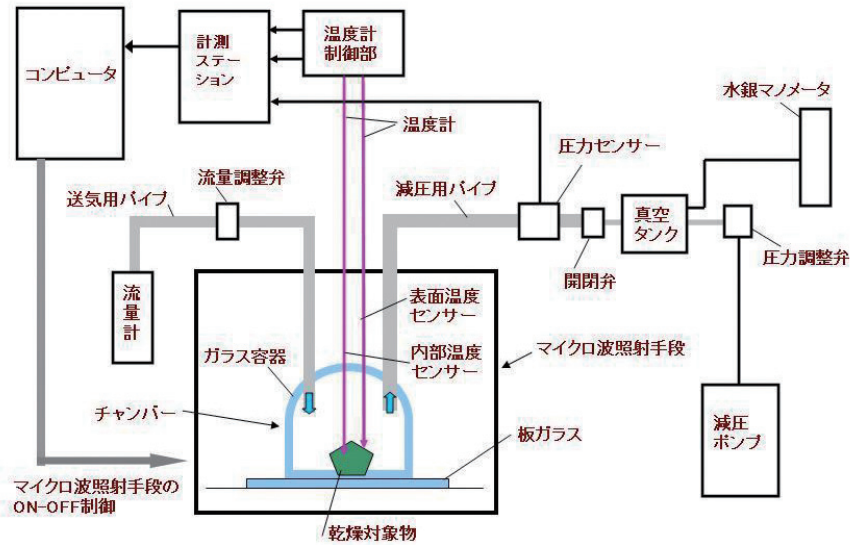 コンピュータ
計測
ステー
ション
温度計
制御部
水銀マノメータ
温度計
圧力センサー
流量調整弁
送気用パイプ
減圧用パイプ
真空
タンク
開閉弁
圧力調整弁
流
量
計
表面温度
センサー
ガラス容器
内部温度
センサー
マイクロ波照射手段
チャンバー
減圧
ポンプ
板ガラス
マイクロ波照射手段の
ON-OFF制御
乾燥対象物